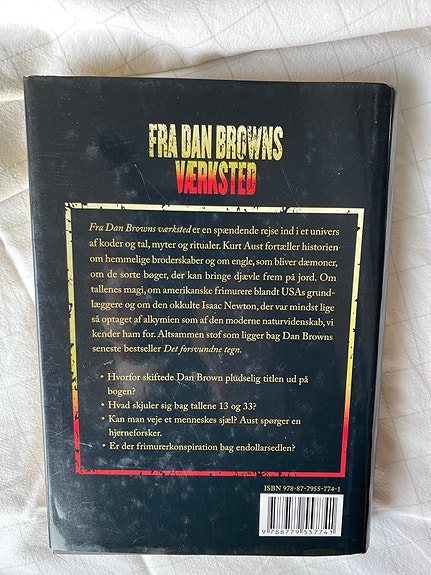 FRA DAN BROWNS
VÆRKSTED
Fra Dan Browns værksted er en spændende rejse ind i et univers
af koder og tal, myter og ritualer. Kurt Aust fortæller historien
om hemmelige broderskaber og om engle, som bliver dæmoner,
om de sorte bøger, der kan bringe djævle frem på jord. Om
tallenes magi, om amerikanske frimurere blandt USAs grund-
læggere og om den okkulte Isaac Newton, der var mindst lige
så optaget af alkymien som af den moderne naturvidenskab, vi
kender ham for. Altsammen stof som ligger bag Dan Browns
seneste bestseller Det forsvundne tegn.
• Hvorfor skiftede Dan Brown pludselig titlen ud på
bogen?
• Hvad skjuler sig bag tallene 13 og 33?
• Kan man veje et menneskes sjæl? Aust spørger en
hjerneforsker.
• Er der frimurerkonspiration bag endollarsedlen?
ISBN 978-87-7955-774-1
9 788779 557741